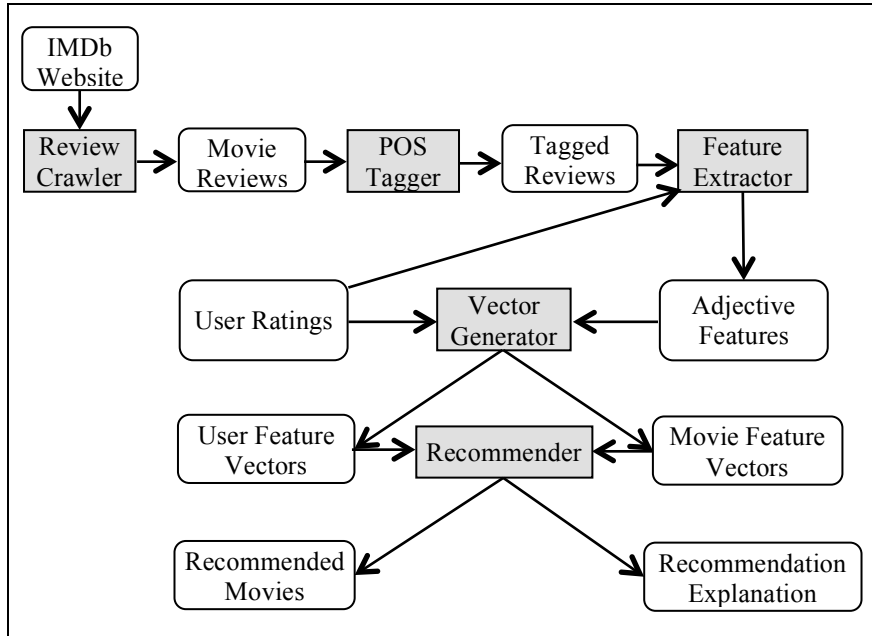 IMDb
Website
Review
Crawler
Movie
Reviews
POS
Tagger
Tagged
Reviews
Feature
Extractor
User Ratings
Vector
Generator
Adjective
Features
User Feature
Vectors
Recommender
Movie Feature
Vectors
Recommended
Movies
Recommendation
Explanation